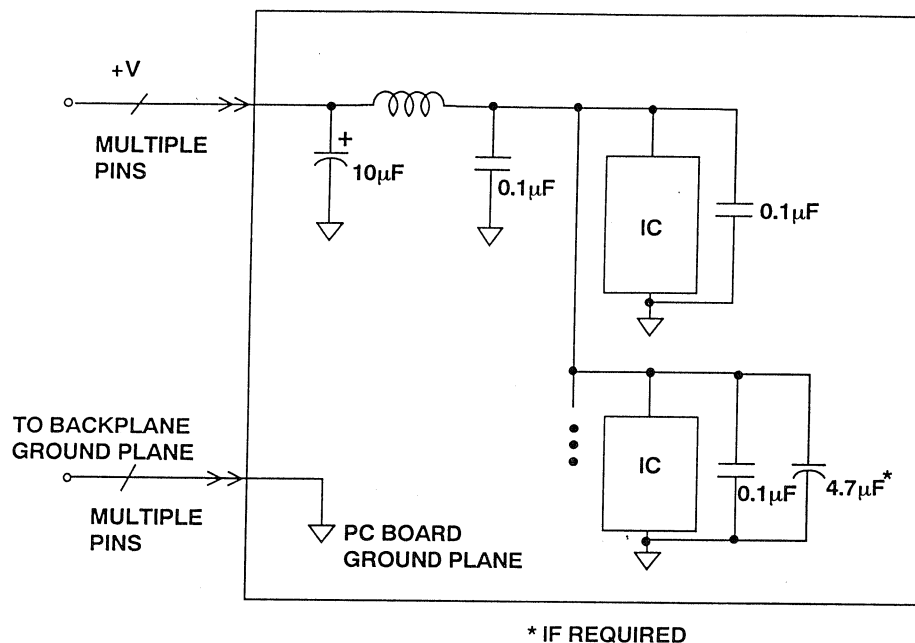 +V
MULTIPLE
PINS
+
10µF
0.1µF
IC
0.1µF
TO BACKPLANE
GROUND PLANE
MULTIPLE
PINS
PC BOARD
GROUND PLANE
IC
0.1µF
4.7µF*
* IF REQUIRED